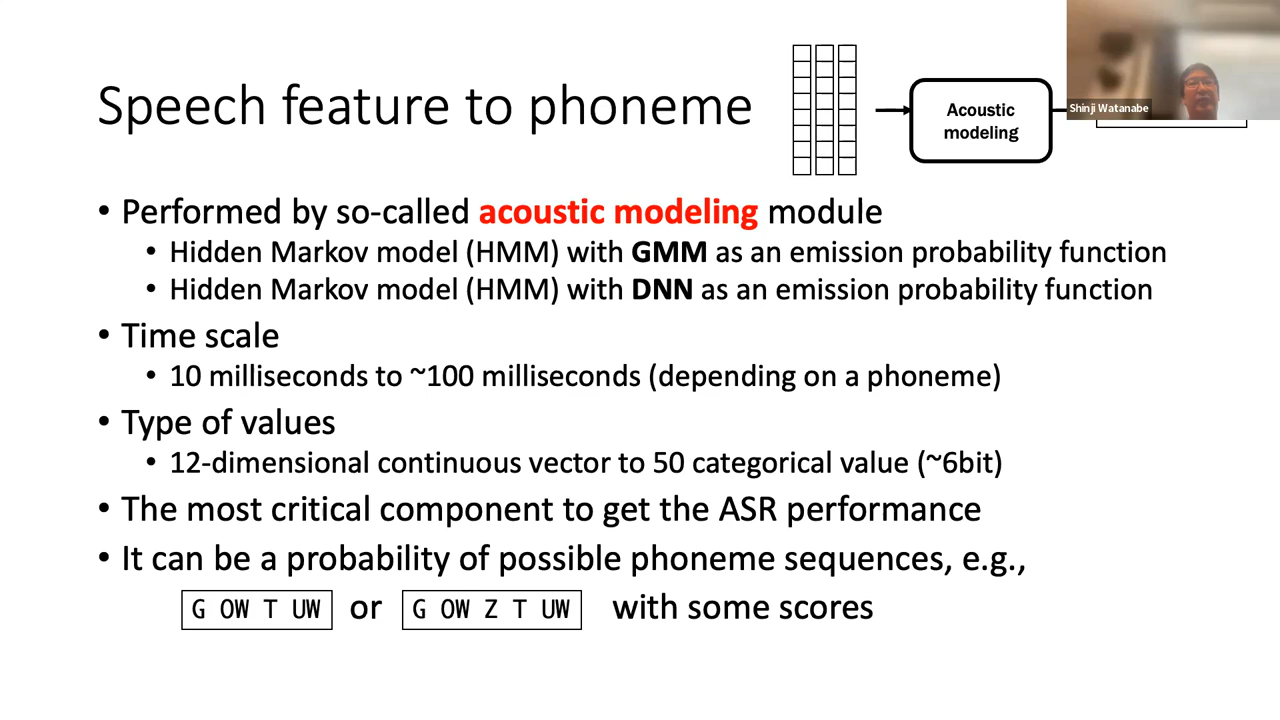 Speech feature to phoneme
Acoustic
modeling
Shinji Watanabe
• Performed by so-called acoustic modeling module
• Hidden Markov model (HMM) with GMM as an emission probability function
• Hidden Markov model (HMM) with DNN as an emission probability function
• Time scale
• 10 milliseconds to ~100 milliseconds (depending on a phoneme)
• Type of values
• 12-dimensional continuous vector to 50 categorical value (~6bit)
• The most critical component to get the ASR performance
• It can be a probability of possible phoneme sequences, e.g.,
G OW T UW or G OW Z T UW with some scores